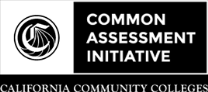 COMMON
ASSESSMENT
INITIATIVE
CALIFORNIA COMMUNITY COLLEGES